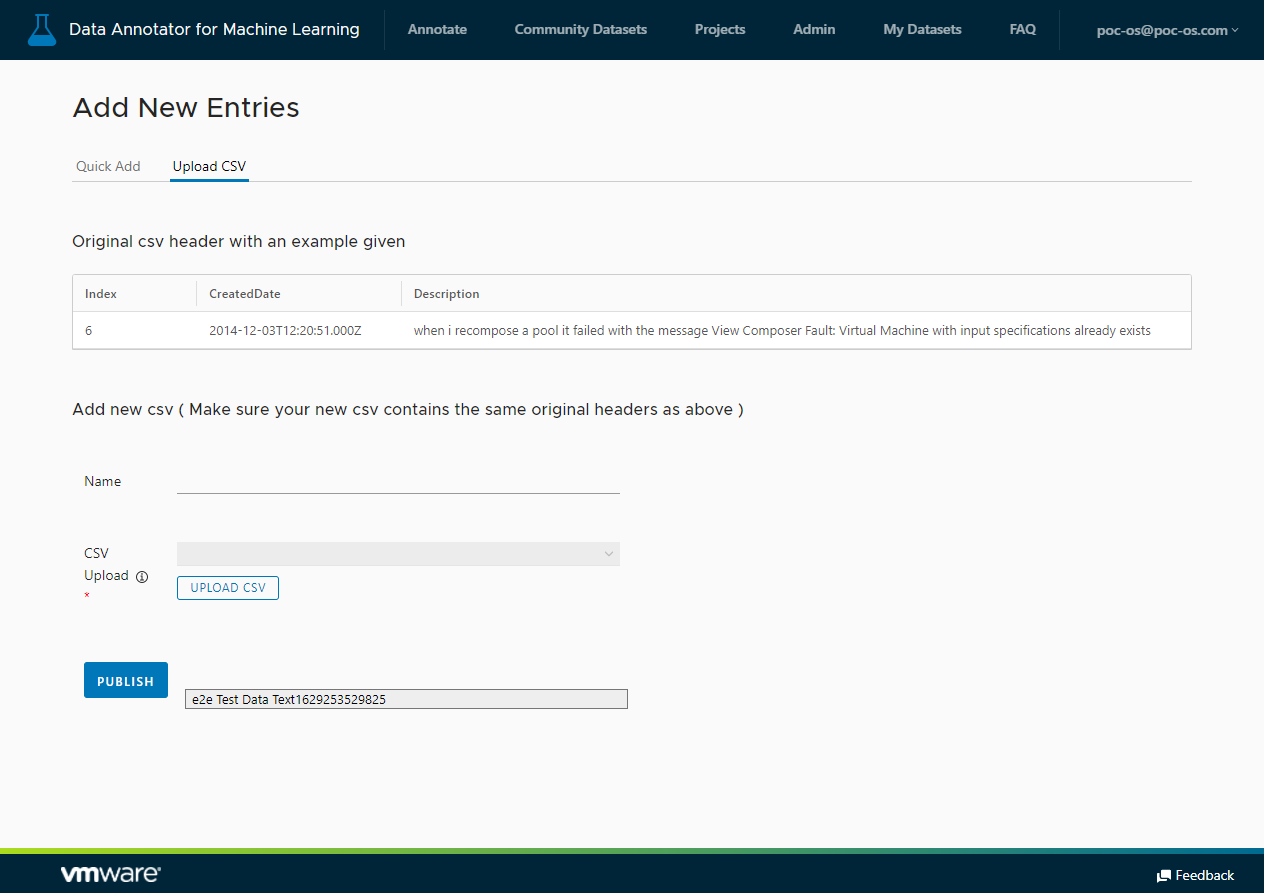 Data Annotator for Machine Learning Annotate Community Datasets Projects Admin My Datasets FAQ poc-os@poc-os.com
Add New Entries
Quick Add Upload CSV
Original csv header with an example given
Index CreatedDate Description
6 2014-12-03T12:20:51.000Z when i recompose a pool it failed with the message View Composer Fault: Virtual Machine with input specifications already exists
Add new csv ( Make sure your new csv contains the same original headers as above )
Name
CSV
Upload
*
UPLOAD CSV
PUBLISH
e2e Test Data Text1629253529825
vmware Feedback